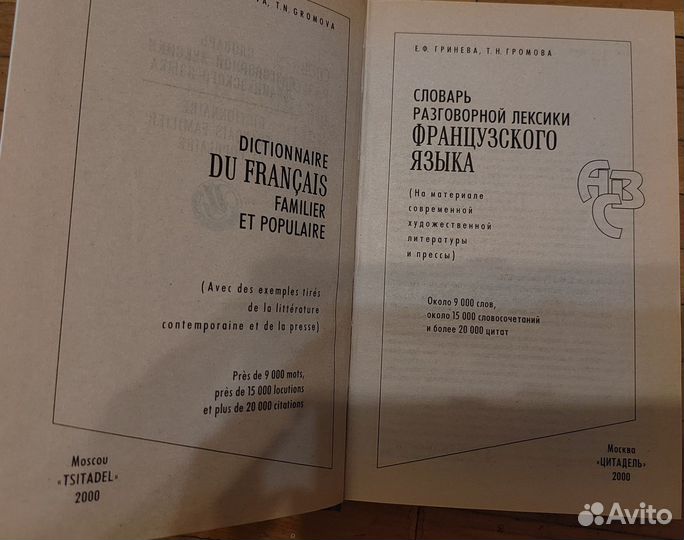 T. N. GROMOVA
DICTIONNAIRE
DU FRANÇAIS
FAMILIER
ET POPULAIRE
(Avec des exemples tirés
de la littérature
contemporaine et de la presse)
Près de 9 000 mots,
près de 15 000 locutions
et plus de 20 000 citations
Moscou
«TSITADEL»
2000
Е. Ф. ГРИНЕВА, Т. Н. ГРОМОВА
СЛОВАРЬ
РАЗГОВОРНОЙ ЛЕКСИКИ
ФРАНЦУЗСКОГО
ЯЗЫКА
(На материале
современной
художественной
литературы
и прессы)
Около 9 000 слов,
около 15 000 словосочетаний
и более 20 000 цитат
Москва
«ЦИТАДЕЛЬ»
2000
Avito